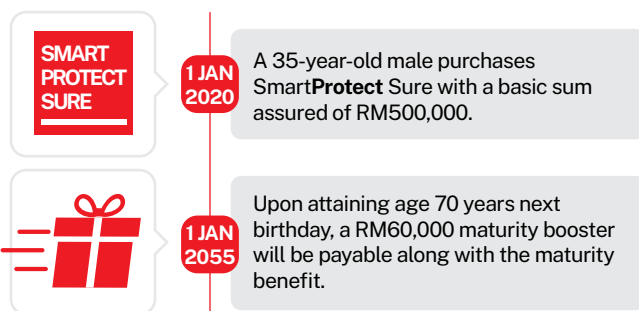 SMART
PROTECT
SURE
1 JAN
2020
A 35-year-old male purchases
SmartProtect Sure with a basic sum
assured of RM500,000.
1 JAN
2055
Upon attaining age 70 years next
birthday, a RM60,000 maturity booster
will be payable along with the maturity
benefit.